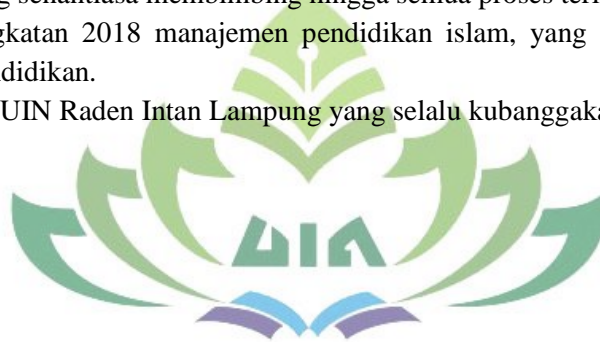 senantiasa membimbing hingga semua proses
gkatan 2018 manajemen pendidikan islam, yang
didikan.
UIN Raden Intan Lampung yang selalu kubanggaka
UIN